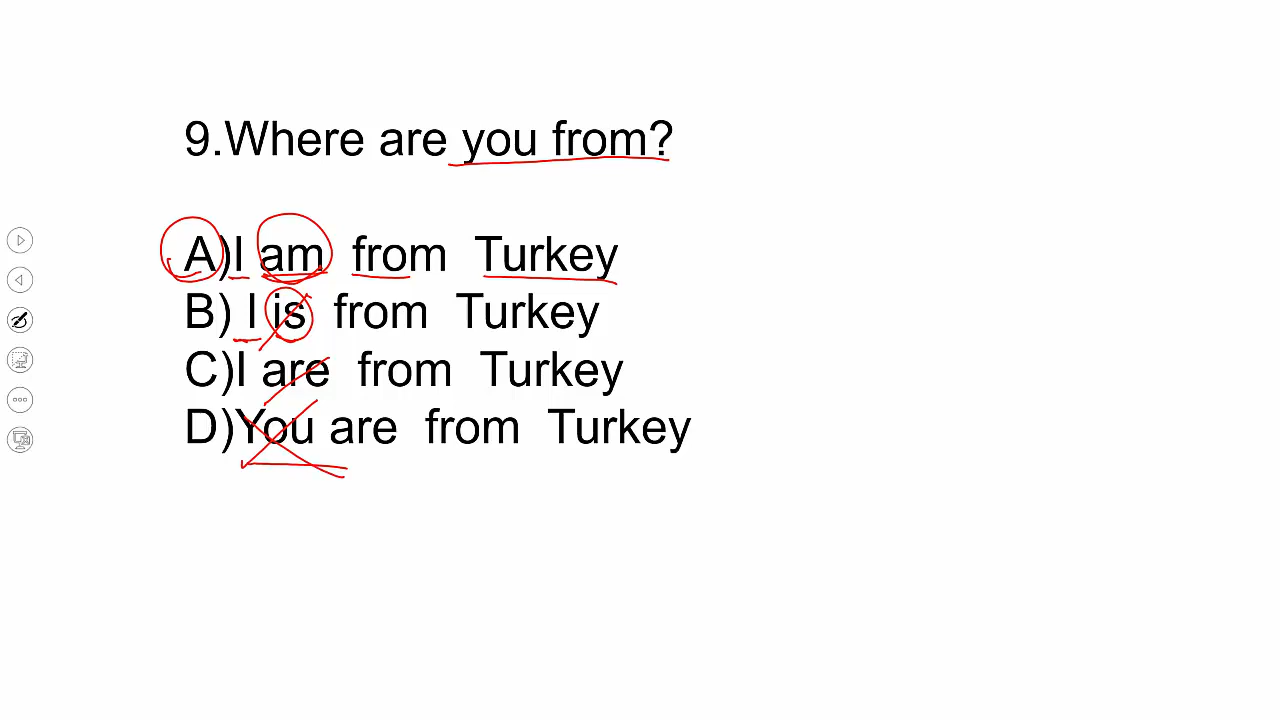 9.Where are you from?
A)I am from Turkey
B) I is from Turkey
C)I are from Turkey
D)You are from Turkey